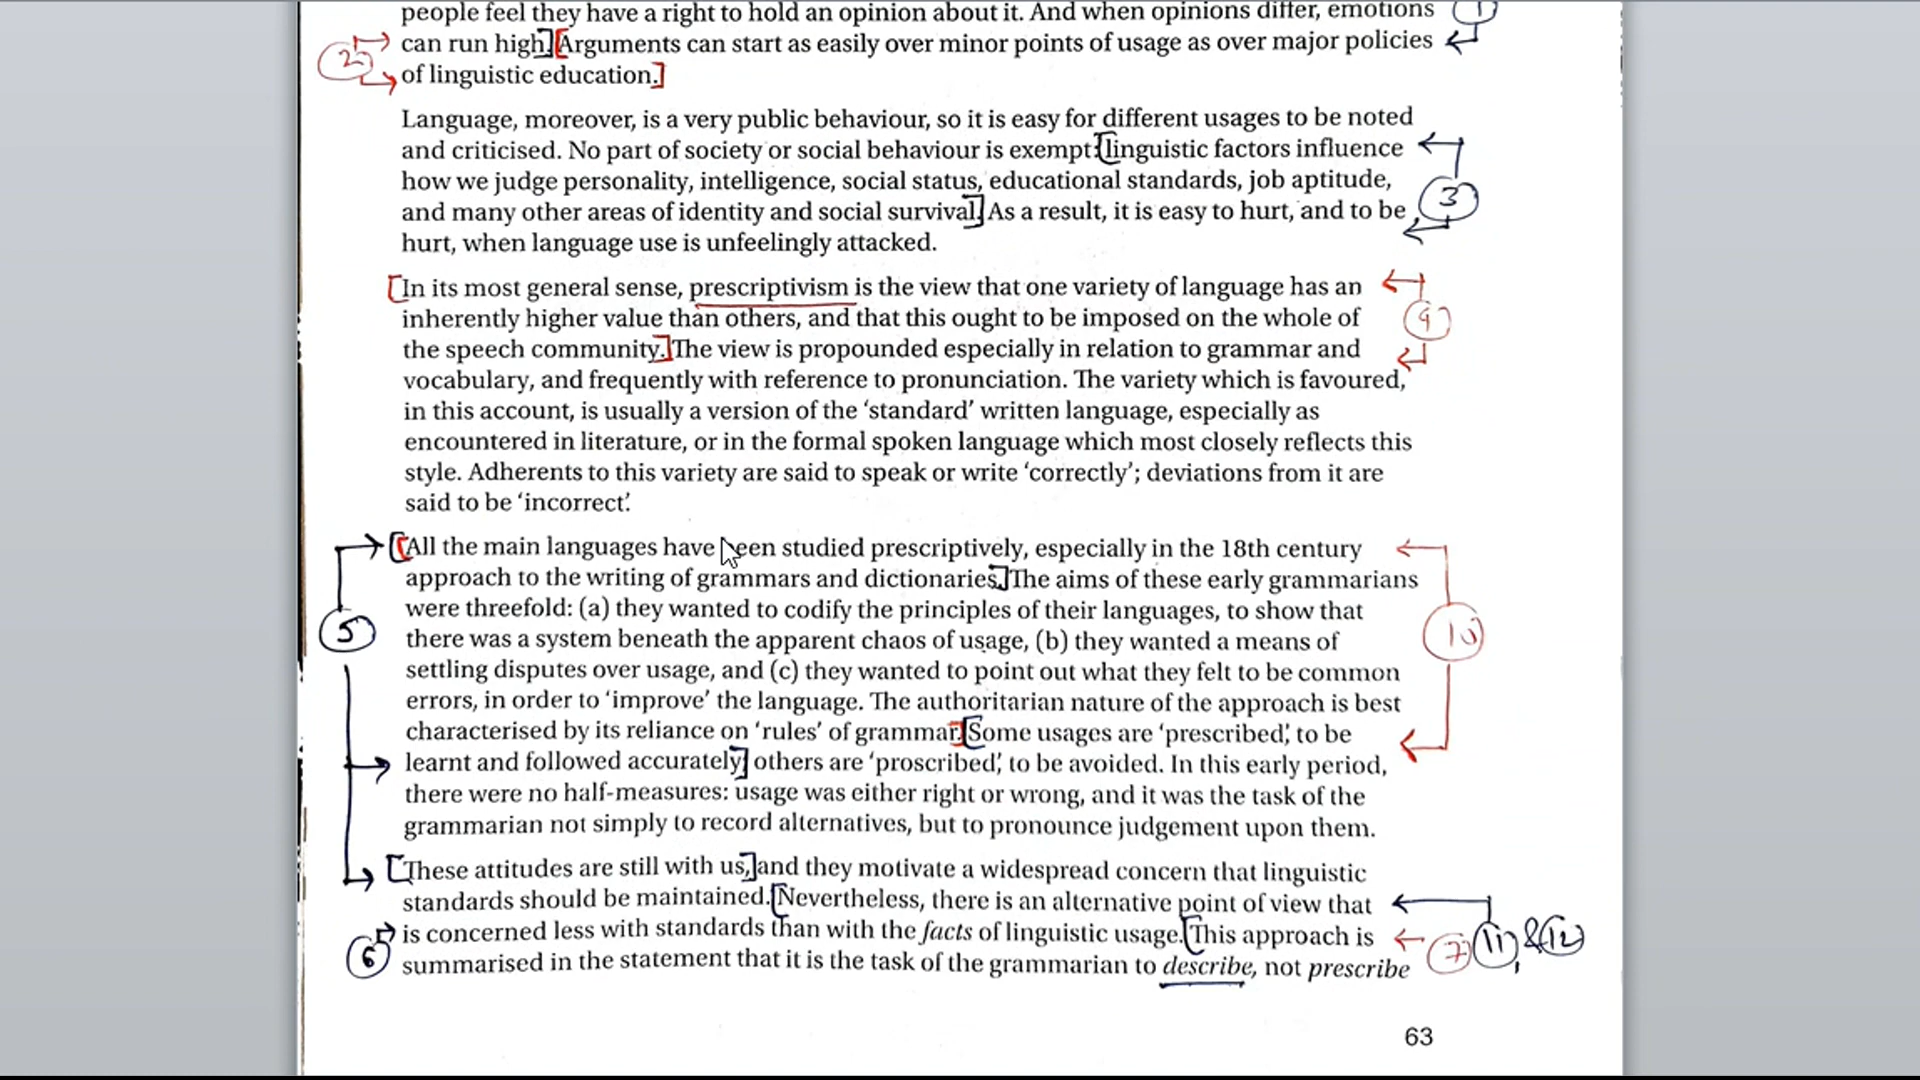 people feel they have a right to hold an opinion about it. And when opinions differ, emotions 1
2 can run high. Arguments can start as easily over minor points of usage as over major policies
of linguistic education.
Language, moreover, is a very public behaviour, so it is easy for different usages to be noted
and criticised. No part of society or social behaviour is exempt: linguistic factors influence
how we judge personality, intelligence, social status, educational standards, job aptitude,
and many other areas of identity and social survival. As a result, it is easy to hurt, and to be 3
hurt, when language use is unfeelingly attacked.
In its most general sense, prescriptivism is the view that one variety of language has an
inherently higher value than others, and that this ought to be imposed on the whole of 4
the speech community. The view is propounded especially in relation to grammar and
vocabulary, and frequently with reference to pronunciation. The variety which is favoured,
in this account, is usually a version of the ‘standard’ written language, especially as
encountered in literature, or in the formal spoken language which most closely reflects this
style. Adherents to this variety are said to speak or write ‘correctly’; deviations from it are
said to be ‘incorrect’.
All the main languages have been studied prescriptively, especially in the 18th century
approach to the writing of grammars and dictionaries. The aims of these early grammarians
were threefold: (a) they wanted to codify the principles of their languages, to show that
5 there was a system beneath the apparent chaos of usage, (b) they wanted a means of 10
settling disputes over usage, and (c) they wanted to point out what they felt to be common
errors, in order to ‘improve’ the language. The authoritarian nature of the approach is best
characterised by its reliance on ‘rules’ of grammar. Some usages are ‘prescribed’, to be
learnt and followed accurately; others are ‘proscribed’, to be avoided. In this early period,
there were no half-measures: usage was either right or wrong, and it was the task of the
grammarian not simply to record alternatives, but to pronounce judgement upon them.
These attitudes are still with us, and they motivate a widespread concern that linguistic
standards should be maintained. Nevertheless, there is an alternative point of view that
is concerned less with standards than with the facts of linguistic usage. This approach is 7 11, & 12
6 summarised in the statement that it is the task of the grammarian to describe, not prescribe
63